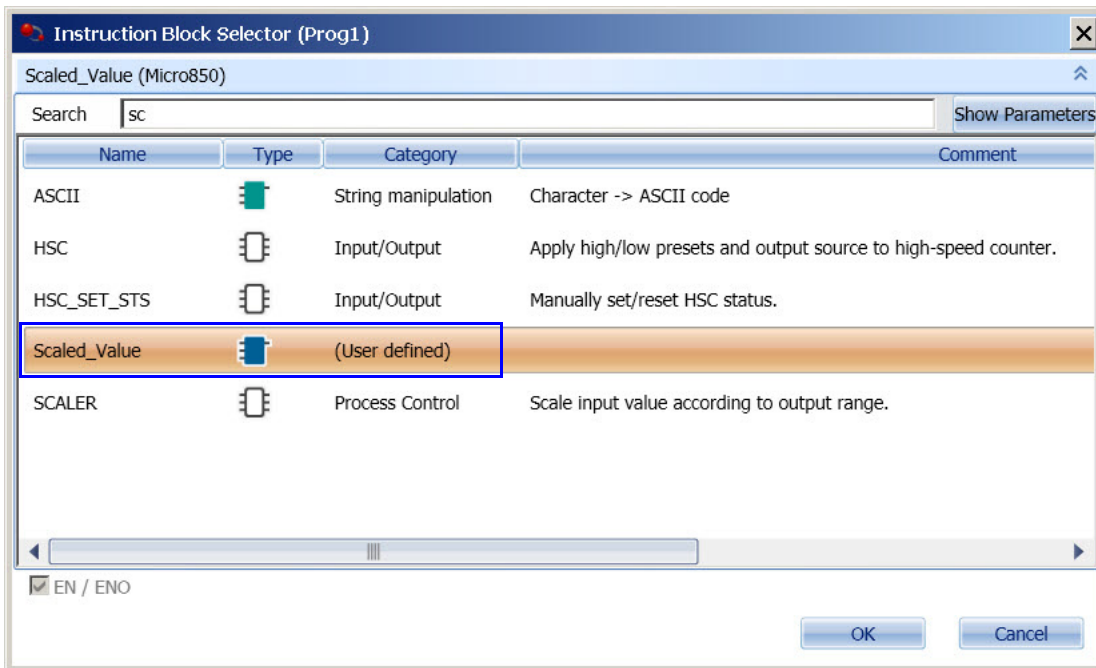 Instruction Block Selector (Prog1)
Scaled_Value (Micro850)
Search sc Show Parameters
Name Type Category Comment
ASCII String manipulation Character -> ASCII code
HSC Input/Output Apply high/low presets and output source to high-speed counter.
HSC_SET_STS Input/Output Manually set/reset HSC status.
Scaled_Value (User defined)
SCALER Process Control Scale input value according to output range.
EN / ENO
OK Cancel